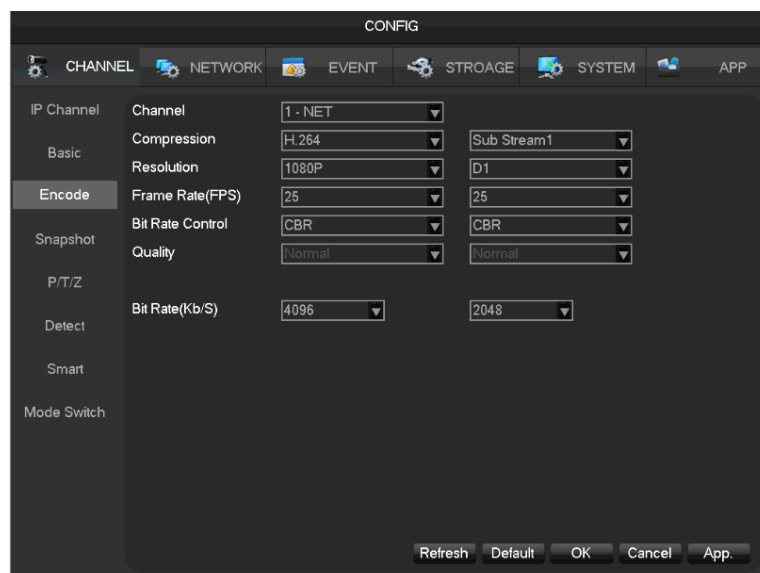 CONFIG
CHANNEL NETWORK EVENT STROAGE SYSTEM APP
IP Channel
Basic
Encode
Snapshot
P/T/Z
Detect
Smart
Mode Switch
Channel 1 - NET
Compression H.264 Sub Stream1
Resolution 1080P D1
Frame Rate(FPS) 25 25
Bit Rate Control CBR CBR
Quality Normal Normal
Bit Rate(Kb/S) 4096 2048
Refresh Default OK Cancel App.